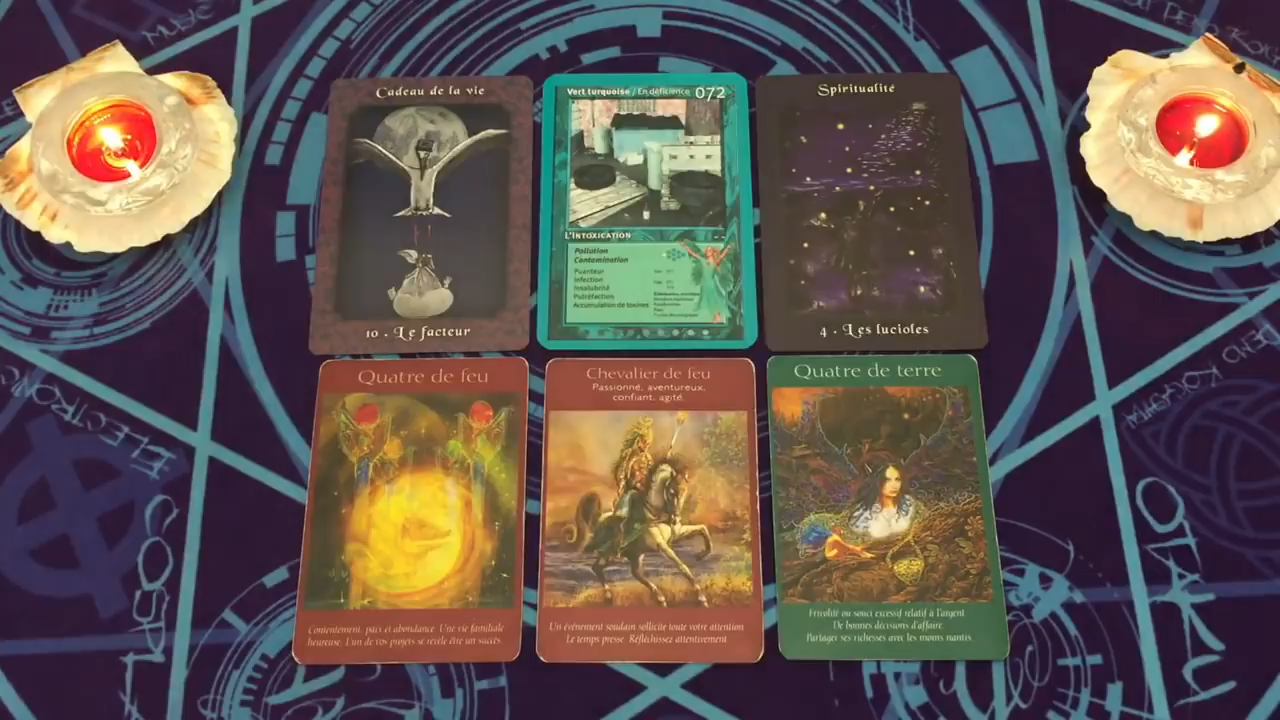 MUSIC
Cadeau de la vie
10 . Le facteur
Vert turquoise / En déficience 072
L'INTOXICATION
Pollution
Contamination
Puanteur
Infection
Insalubrité
Putréfaction
Accumulation de toxines
Spiritualité
4 . Les lucioles
Quatre de feu
Contentement, paix et abondance. Une vie familiale
heureuse. L'un de vos projets se révèle être un succès.
Chevalier de feu
Passionné, aventureux,
confiant, agité.
Un événement soudain sollicite toute votre attention
Le temps presse. Réfléchissez attentivement
Quatre de terre
Frivolité ou souci excessif relatif à l'argent
De bonnes décisions d'affaire.
Partager ses richesses avec les moins nantis.
ELECTRONIC
COSPL
OTAKU